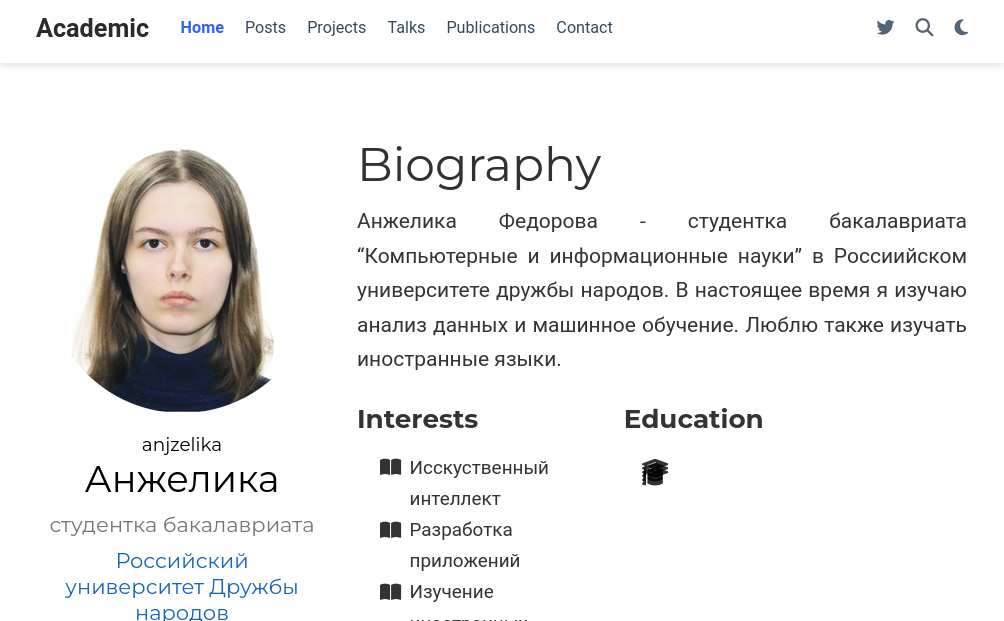 Academic Home Posts Projects Talks Publications Contact
Biography
Анжелика Федорова - студентка бакалавриата
“Компьютерные и информационные науки” в Россиийском
университете дружбы народов. В настоящее время я изучаю
анализ данных и машинное обучение. Люблю также изучать
иностранные языки.
anjzelika
Анжелика
студентка бакалавриата
Российский
университет Дружбы
народов
Interests
Исскуственный
интеллект
Разработка
приложений
Изучение
Education